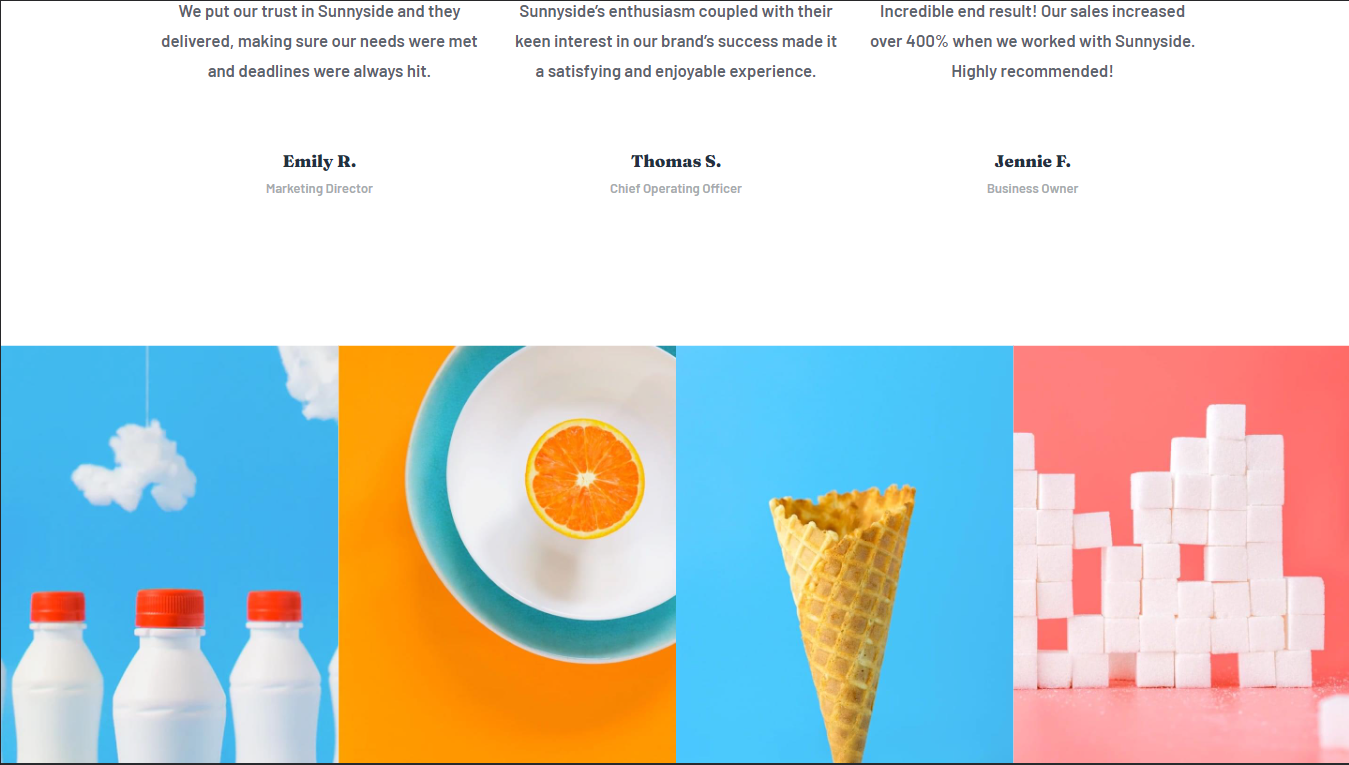 We put our trust in Sunnyside and they
delivered, making sure our needs were met
and deadlines were always hit.
Emily R.
Marketing Director
Sunnyside’s enthusiasm coupled with their
keen interest in our brand’s success made it
a satisfying and enjoyable experience.
Thomas S.
Chief Operating Officer
Incredible end result! Our sales increased
over 400% when we worked with Sunnyside.
Highly recommended!
Jennie F.
Business Owner